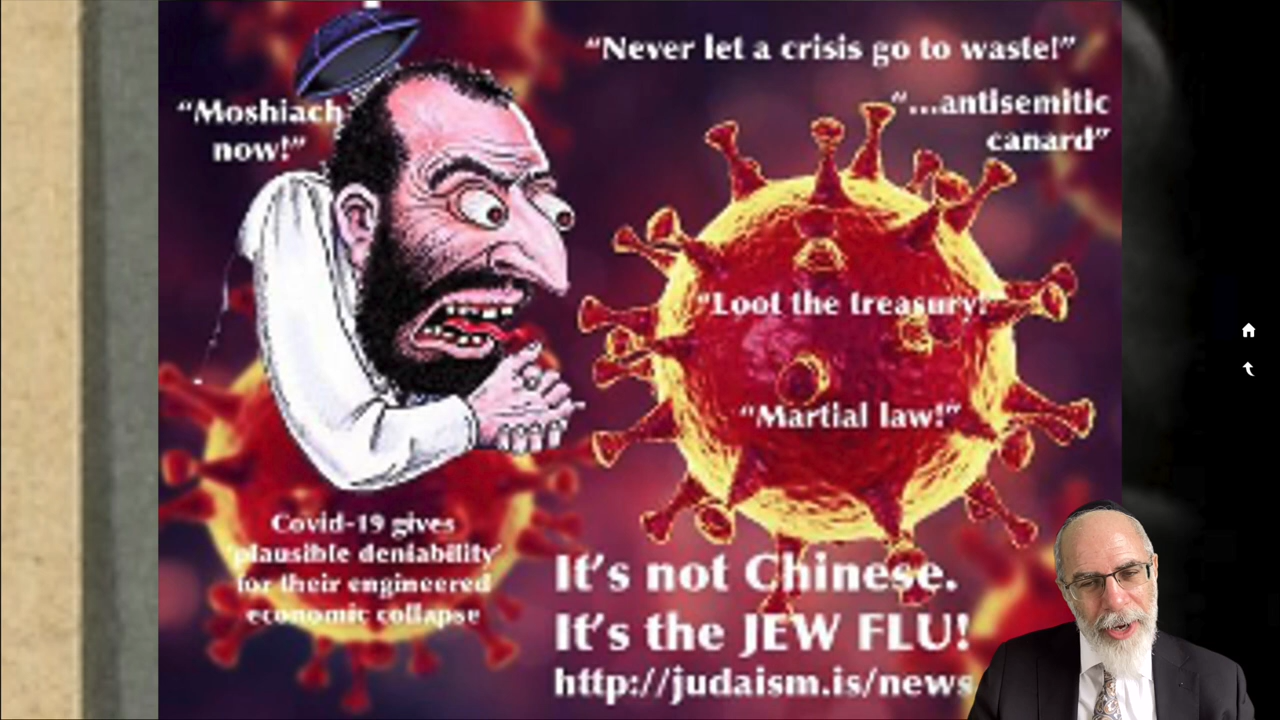 “Never let a crisis go to waste!”
“Moshiach
now!”
“...antisemitic
canard”
“Loot the treasury!”
“Martial law!”
Covid-19 gives
‘plausible deniability’
for their engineered
economic collapse
It’s not Chinese.
It’s the JEW FLU!
http://judaism.is/news